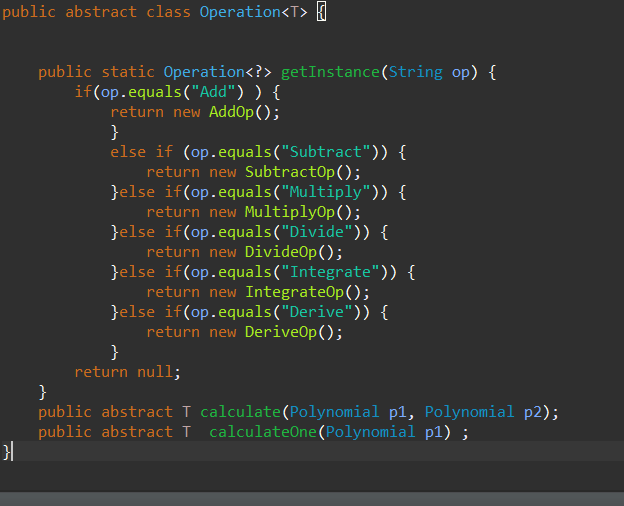 public abstract class Operation<T> {
public static Operation<?> getInstance(String op) {
if(op.equals("Add") ) {
return new AddOp();
}
else if (op.equals("Subtract")) {
return new SubtractOp();
}else if(op.equals("Multiply")) {
return new MultiplyOp();
}else if(op.equals("Divide")) {
return new DivideOp();
}else if(op.equals("Integrate")) {
return new IntegrateOp();
}else if(op.equals("Derive")) {
return new DeriveOp();
}
return null;
}
public abstract T calculate(Polynomial p1, Polynomial p2);
public abstract T  calculateOne(Polynomial p1) ;
}